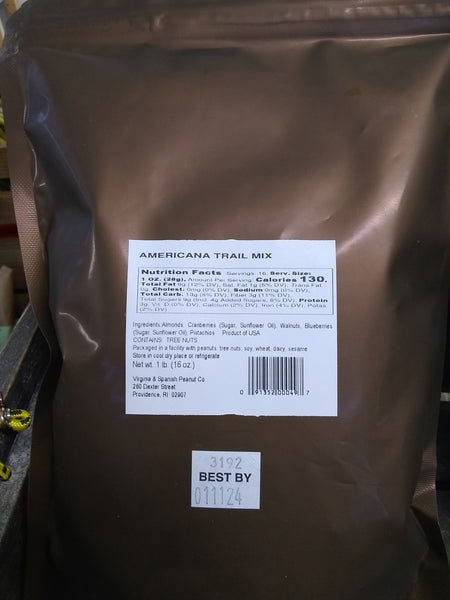 AMERICANA TRAIL MIX
Nutrition Facts Servings: 16, Serv. Size:
1 OZ. (28g), Amount Per Serving: Calories 130,
Total Fat 9g (12% DV), Sat. Fat 1g (5% DV), Trans Fat
0g, Cholest. 0mg (0% DV), Sodium 0mg (0% DV),
Total Carb. 13g (5% DV), Fiber 3g (11% DV),
Total Sugars 9g (Incl. 4g Added Sugars, 8% DV), Protein
3g, Vit. D (0% DV), Calcium (2% DV), Iron (4% DV), Potas.
(2% DV)
Ingredients: Almonds, Cranberries (Sugar, Sunflower Oil), Walnuts, Blueberries
(Sugar, Sunflower Oil), Pistachios Product of USA
CONTAINS: TREE NUTS
Packaged in a facility with peanuts, tree nuts, soy, wheat, dairy, sesame
Store in cool dry place or refrigerate
Net wt. 1 lb. (16 oz.)
Virginia & Spanish Peanut Co.
260 Dexter Street
Providence, RI 02907
0 91352 00049 7
3192
BEST BY
011124